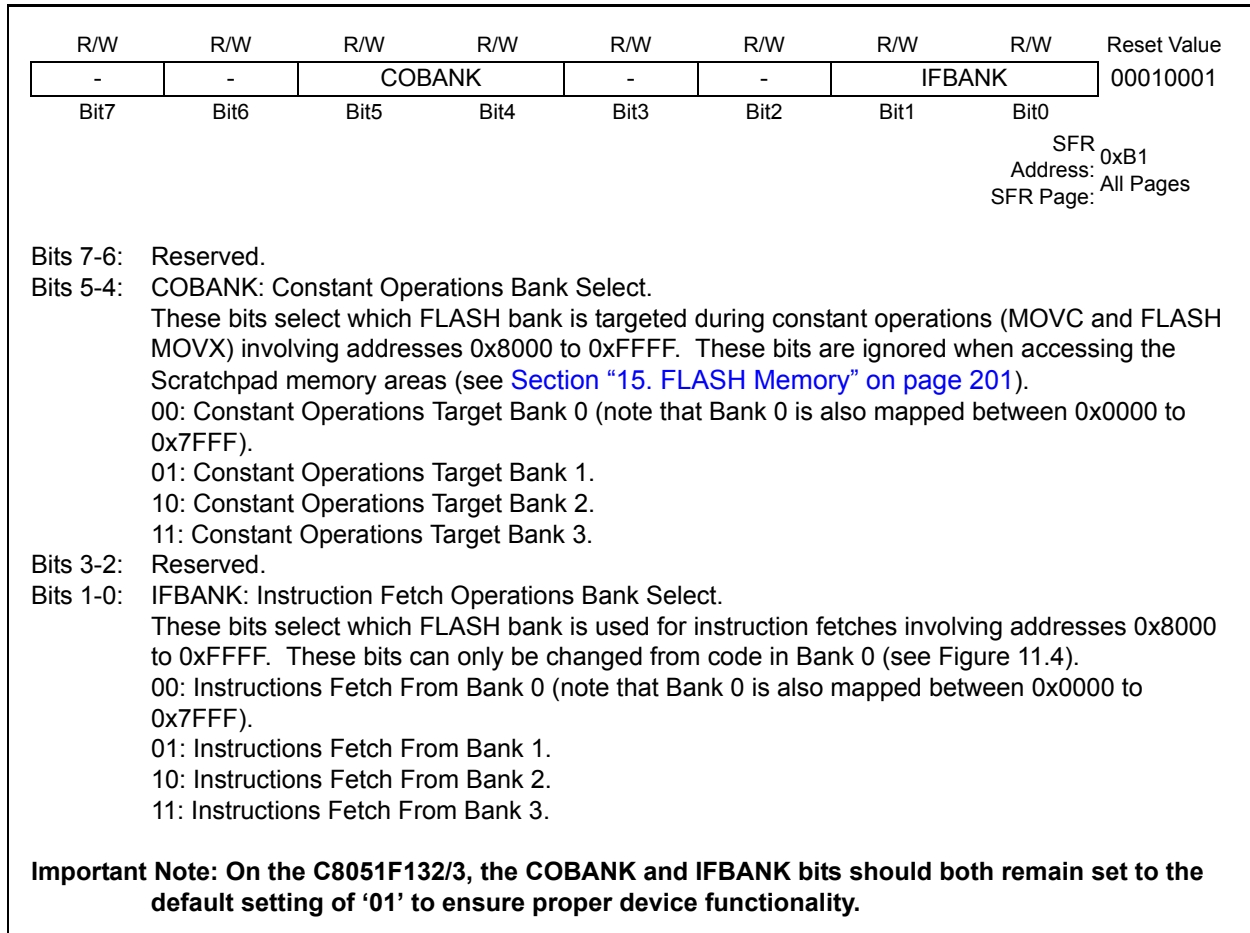 R/W R/W R/W R/W R/W R/W R/W R/W Reset Value
- - COBANK - - IFBANK 00010001
Bit7 Bit6 Bit5 Bit4 Bit3 Bit2 Bit1 Bit0
SFR Address: 0xB1
SFR Page: All Pages
Bits 7-6: Reserved.
Bits 5-4: COBANK: Constant Operations Bank Select.
These bits select which FLASH bank is targeted during constant operations (MOVC and FLASH
MOVX) involving addresses 0x8000 to 0xFFFF. These bits are ignored when accessing the
Scratchpad memory areas (see Section “15. FLASH Memory” on page 201).
00: Constant Operations Target Bank 0 (note that Bank 0 is also mapped between 0x0000 to
0x7FFF).
01: Constant Operations Target Bank 1.
10: Constant Operations Target Bank 2.
11: Constant Operations Target Bank 3.
Bits 3-2: Reserved.
Bits 1-0: IFBANK: Instruction Fetch Operations Bank Select.
These bits select which FLASH bank is used for instruction fetches involving addresses 0x8000
to 0xFFFF. These bits can only be changed from code in Bank 0 (see Figure 11.4).
00: Instructions Fetch From Bank 0 (note that Bank 0 is also mapped between 0x0000 to
0x7FFF).
01: Instructions Fetch From Bank 1.
10: Instructions Fetch From Bank 2.
11: Instructions Fetch From Bank 3.
Important Note: On the C8051F132/3, the COBANK and IFBANK bits should both remain set to the
default setting of ‘01’ to ensure proper device functionality.